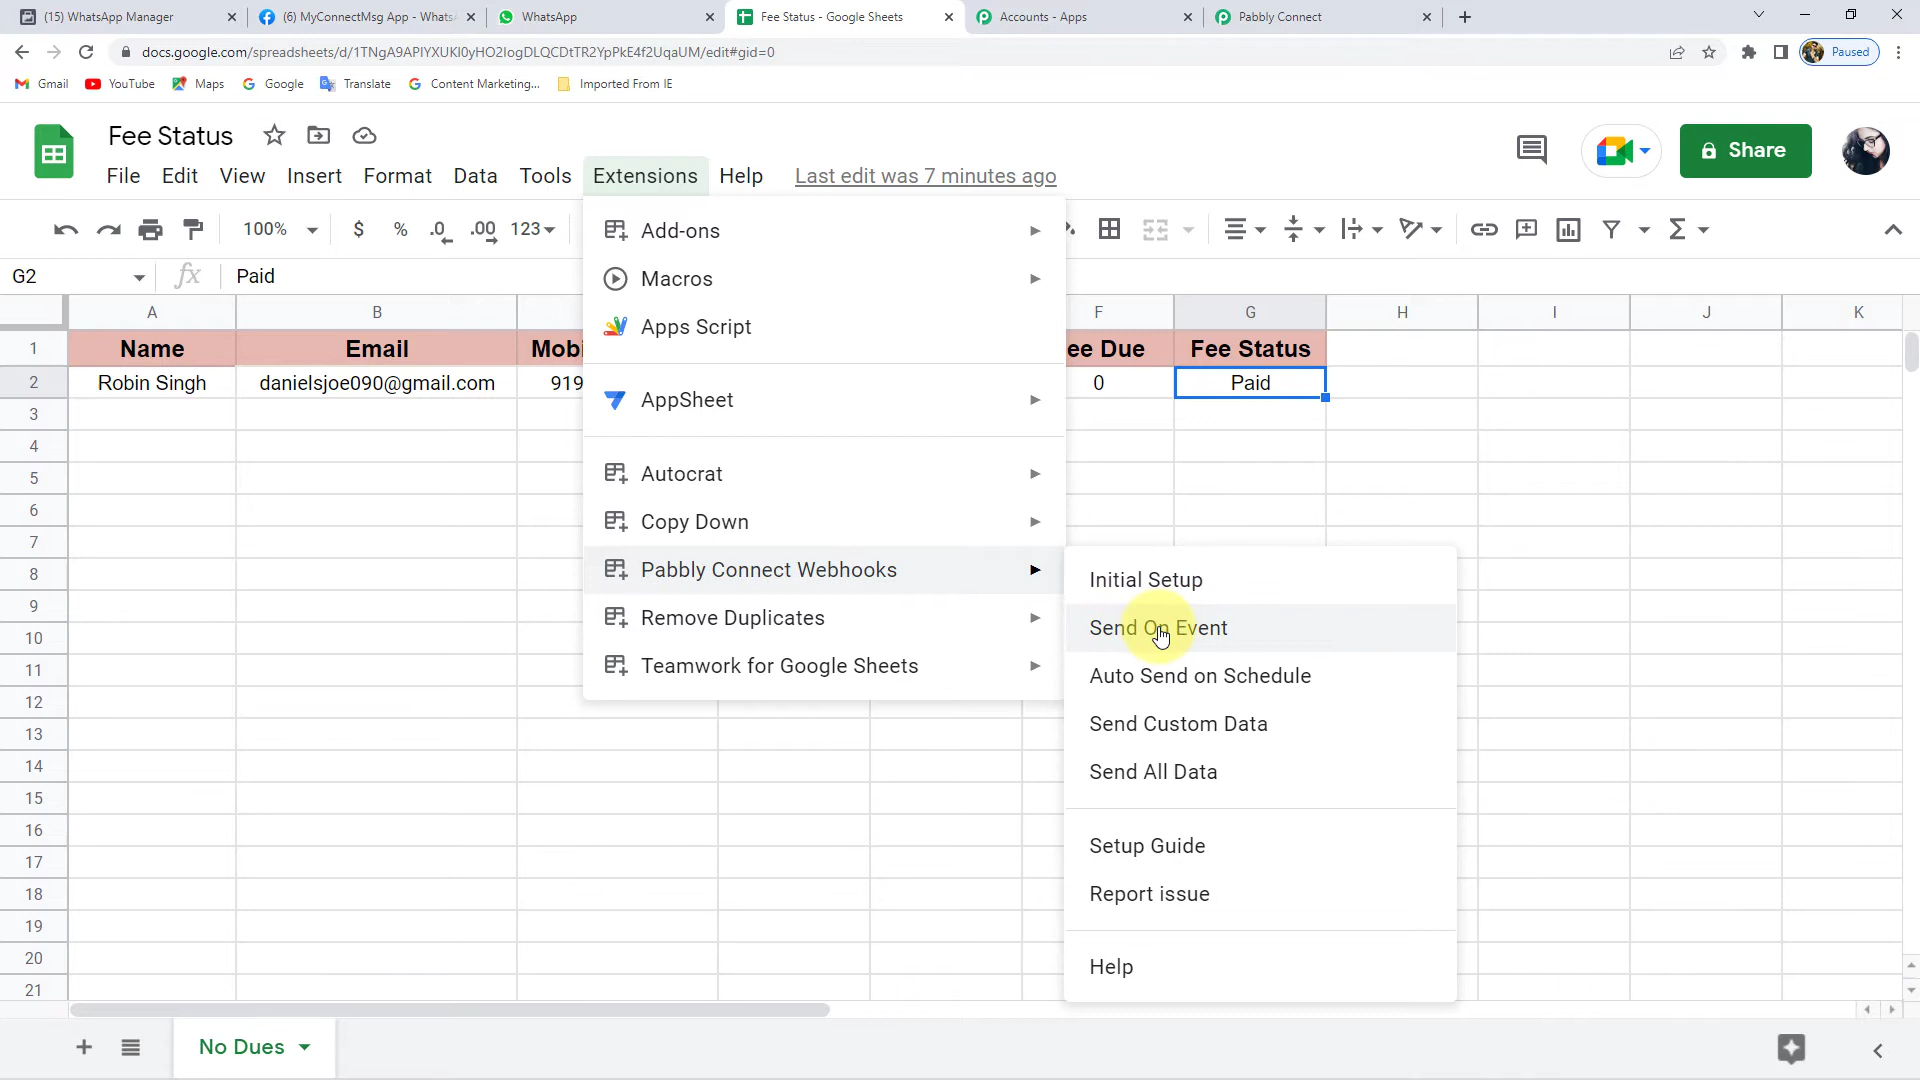 (15) WhatsApp Manager
(6) MyConnectMsg App - Whats
WhatsApp
Fee Status - Google Sheets
Accounts - Apps
Pabbly Connect
docs.google.com/spreadsheets/d/1TNgA9APIYXUKI0yHO2IogDLQCDtTR2YpPkE4f2UqaUM/edit#gid=0
Paused
Gmail YouTube Maps Google Translate Content Marketing... Imported From IE
Fee Status
Share
File Edit View Insert Format Data Tools Extensions Help Last edit was 7 minutes ago
100% $ % .0 .00 123
G2 fx Paid
A B F G H I J K
1 Name Email Mobi ee Due Fee Status
2 Robin Singh danielsjoe090@gmail.com 919 0 Paid
3
4
5
6
7
8
9
10
11
12
13
14
15
16
17
18
19
20
21
Add-ons
Macros
Apps Script
AppSheet
Autocrat
Copy Down
Pabbly Connect Webhooks
Remove Duplicates
Teamwork for Google Sheets
Initial Setup
Send On Event
Auto Send on Schedule
Send Custom Data
Send All Data
Setup Guide
Report issue
Help
No Dues